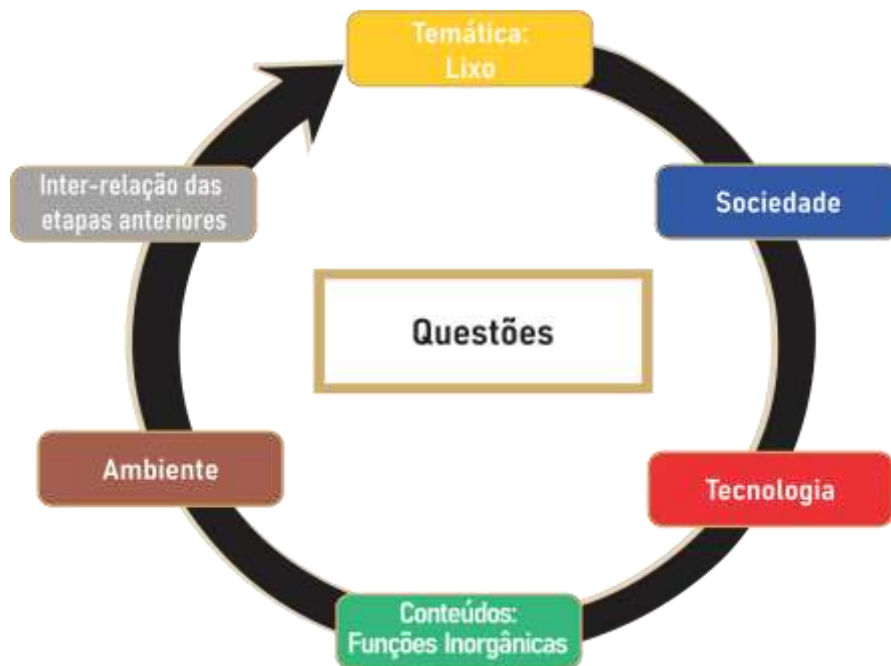 Temática:
Lixo
Sociedade
Tecnologia
Conteúdos:
Funções Inorgânicas
Ambiente
Inter-relação das
etapas anteriores
Questões